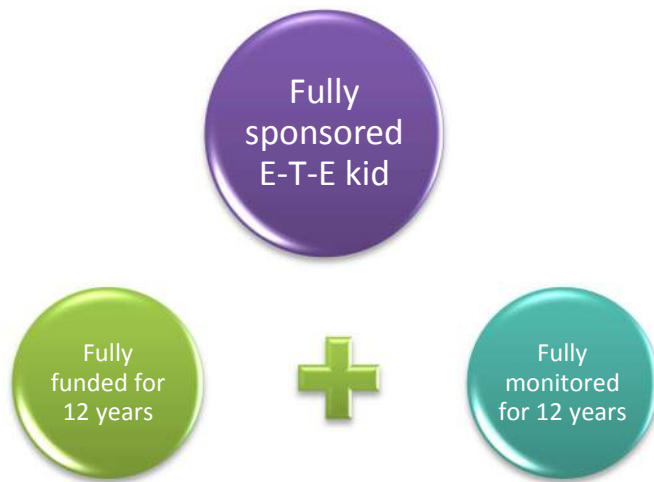 Fully
sponsored
E-T-E kid
Fully
funded for
12 years
Fully
monitored
for 12 years